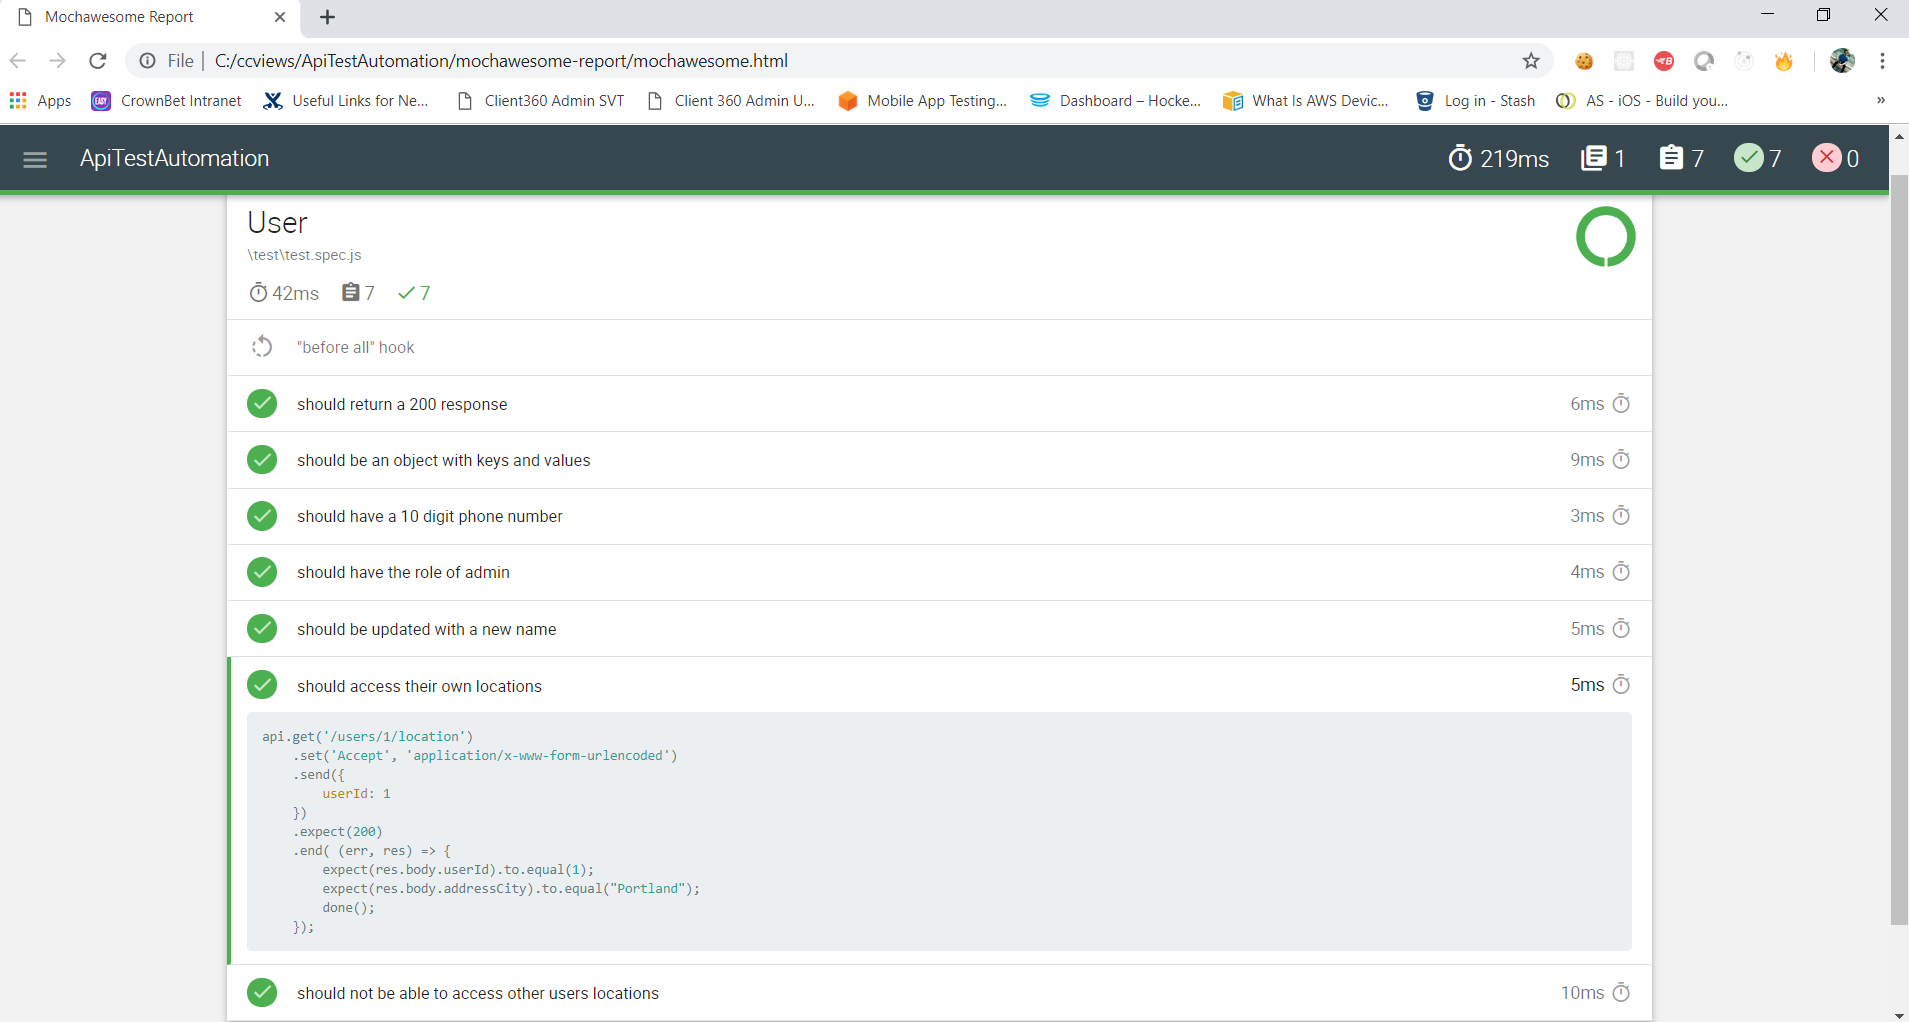 Mochawesome Report
File | C:/ccviews/ApiTestAutomation/mochawesome-report/mochawesome.html
Apps EASY CrownBet Intranet Useful Links for Ne... Client360 Admin SVT Client 360 Admin U... Mobile App Testing... Dashboard – Hocke... What Is AWS Devic... Log in - Stash AS - iOS - Build you... »
ApiTestAutomation 219ms 1 7 7 0
User
\test\test.spec.js
42ms 7 7
"before all" hook
should return a 200 response 6ms
should be an object with keys and values 9ms
should have a 10 digit phone number 3ms
should have the role of admin 4ms
should be updated with a new name 5ms
should access their own locations 5ms
api.get('/users/1/location')
.set('Accept', 'application/x-www-form-urlencoded')
.send({
userId: 1
})
.expect(200)
.end( (err, res) => {
expect(res.body.userId).to.equal(1);
expect(res.body.addressCity).to.equal("Portland");
done();
});
should not be able to access other users locations 10ms